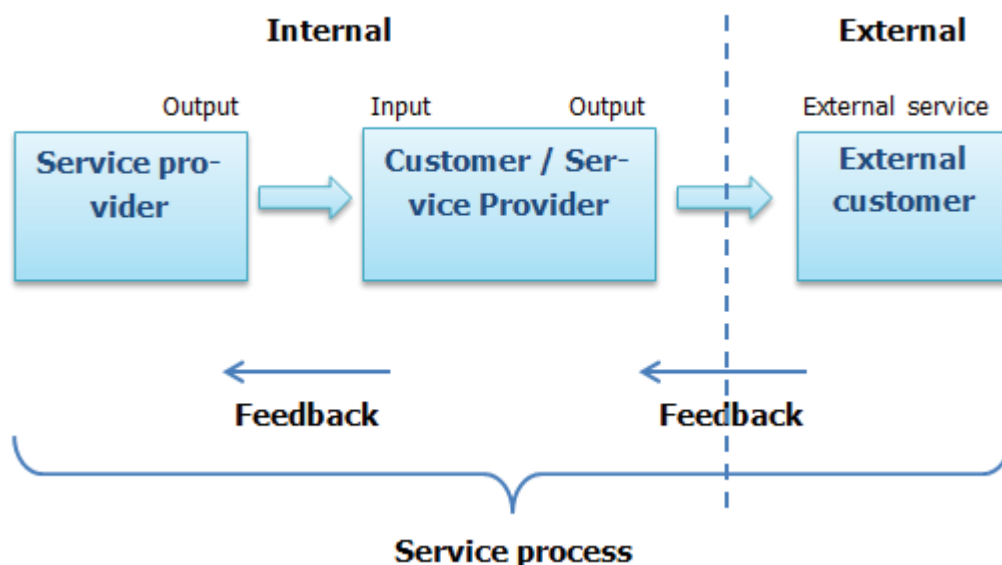 Internal
External
Output
Input
Output
External service
Service pro-
vider
Customer / Ser-
vice Provider
External
customer
Feedback
Feedback
Service process